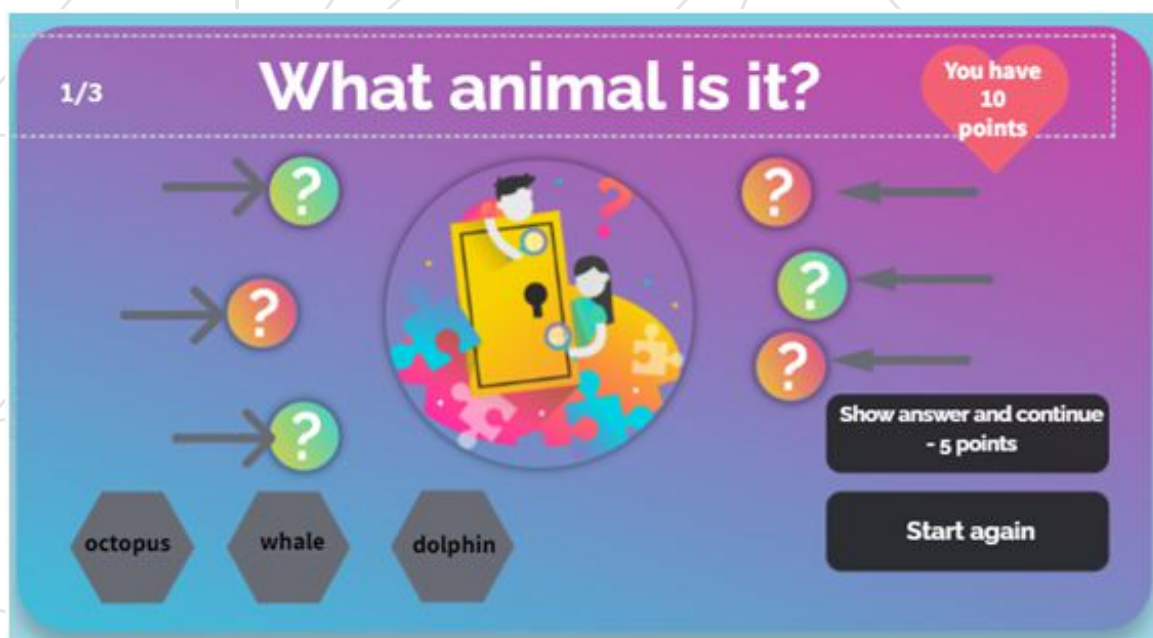 1/3
What animal is it?
You have
10
points
?
?
?
?
?
?
?
Show answer and continue
- 5 points
octopus
whale
dolphin
Start again